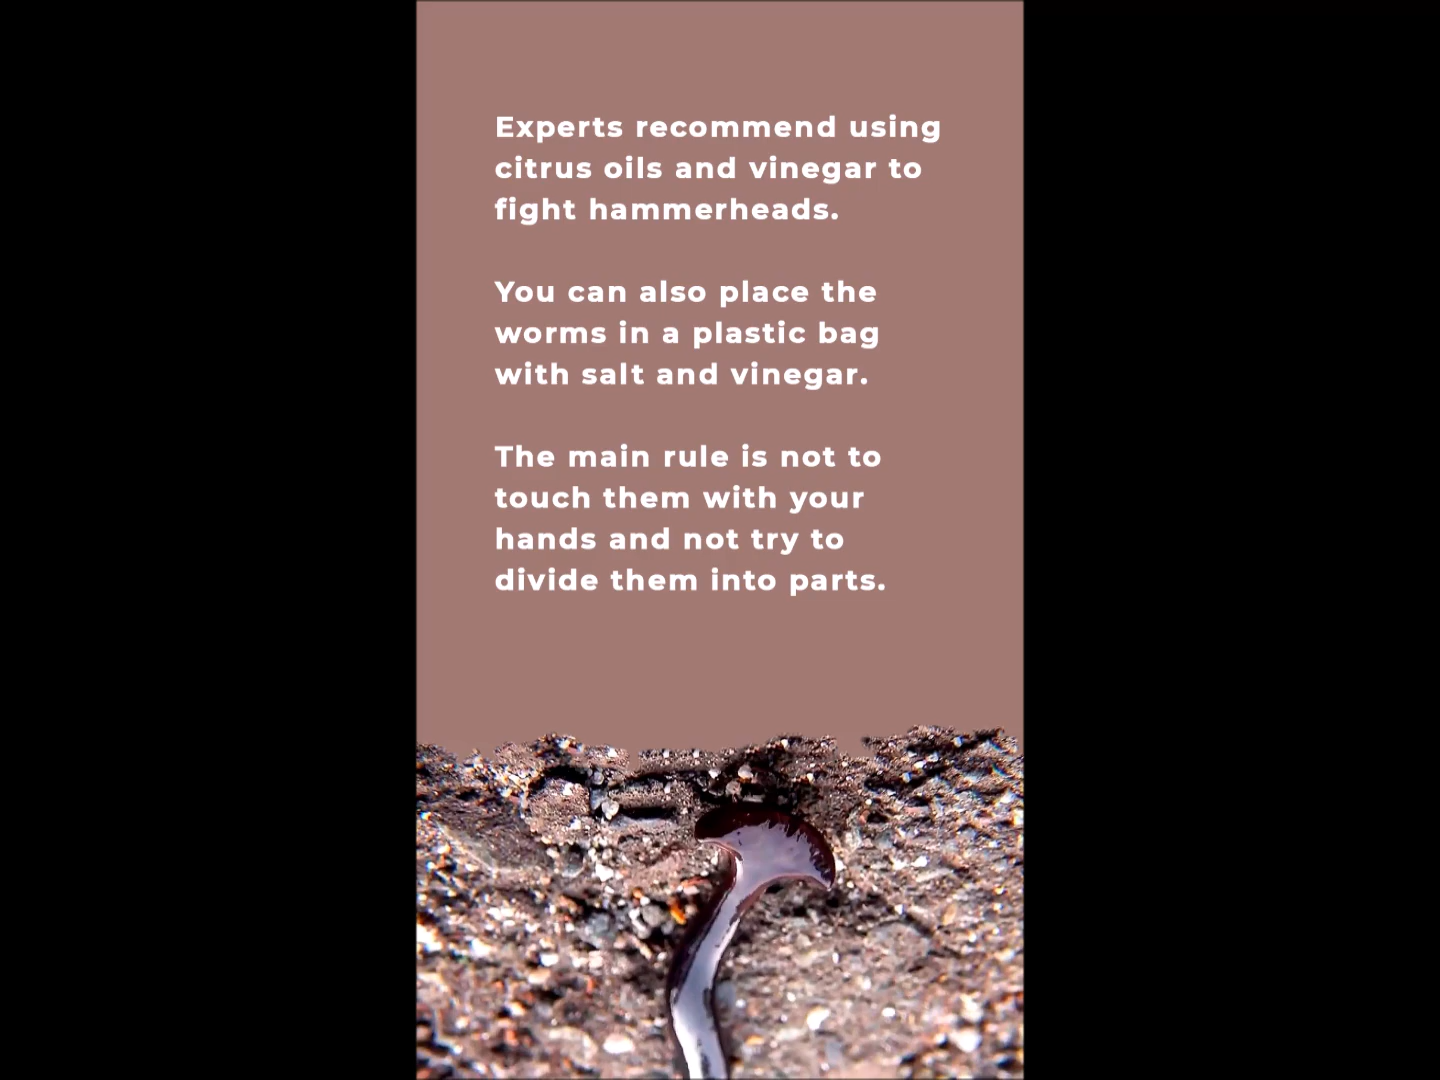 Experts recommend using
citrus oils and vinegar to
fight hammerheads.
You can also place the
worms in a plastic bag
with salt and vinegar.
The main rule is not to
touch them with your
hands and not try to
divide them into parts.